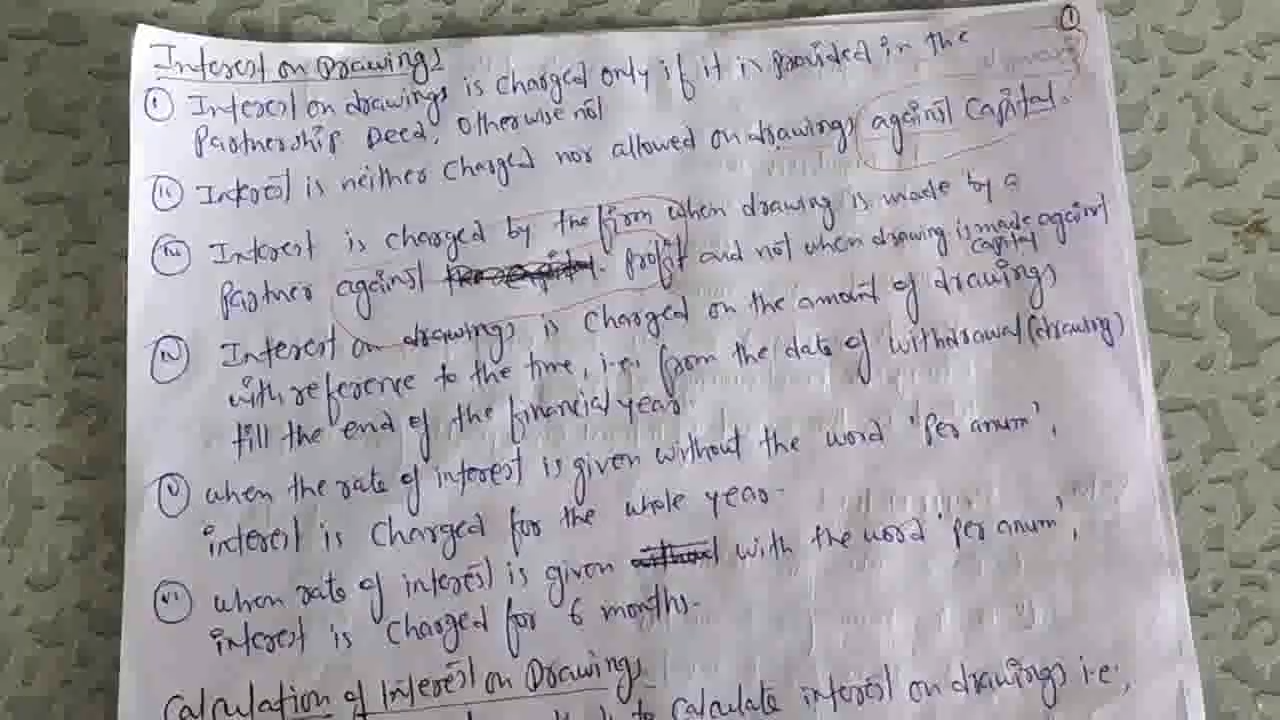 ①
Interest on Drawings
(i) Interest on drawings is charged only if it is provided in the
Partnership Deed, otherwise not
(ii) Interest is neither charged nor allowed on drawings against Capital.
(iii) Interest is charged by the firm when drawing is made by a
Partner against profit and not when drawing is made against
capital
(iv) Interest on drawings is charged on the amount of drawings
with reference to the time, i.e. from the date of withdrawal (drawing)
till the end of the financial year.
(v) when the rate of interest is given without the word 'Per anum',
interest is charged for the whole year.
(vi) when rate of interest is given without with the word 'Per anum',
interest is charged for 6 months.
Calculation of Interest on Drawings
to calculate interest on drawings i.e,